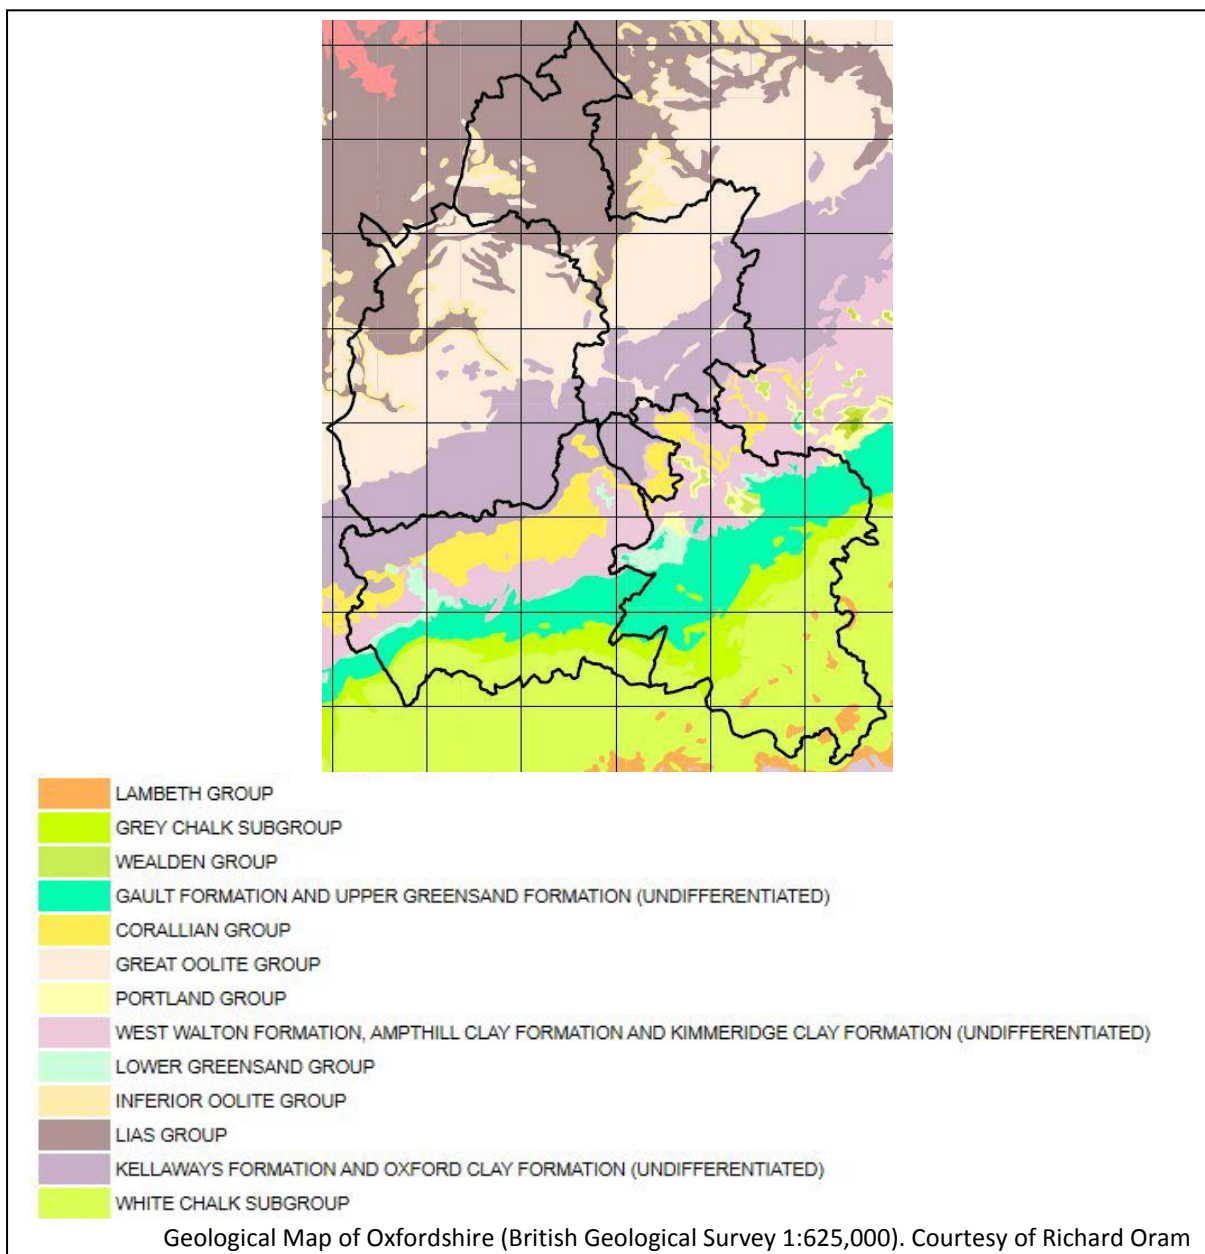 LAMBETH GROUP
GREY CHALK SUBGROUP
WEALDEN GROUP
GAULT FORMATION AND UPPER GREENSAND FORMATION (UNDIFFERENTIATED)
CORALLIAN GROUP
GREAT OOLITE GROUP
PORTLAND GROUP
WEST WALTON FORMATION, AMPTHILL CLAY FORMATION AND KIMMERIDGE CLAY FORMATION (UNDIFFERENTIATED)
LOWER GREENSAND GROUP
INFERIOR OOLITE GROUP
LIAS GROUP
KELLAWAYS FORMATION AND OXFORD CLAY FORMATION (UNDIFFERENTIATED)
WHITE CHALK SUBGROUP
Geological Map of Oxfordshire (British Geological Survey 1:625,000). Courtesy of Richard Oram